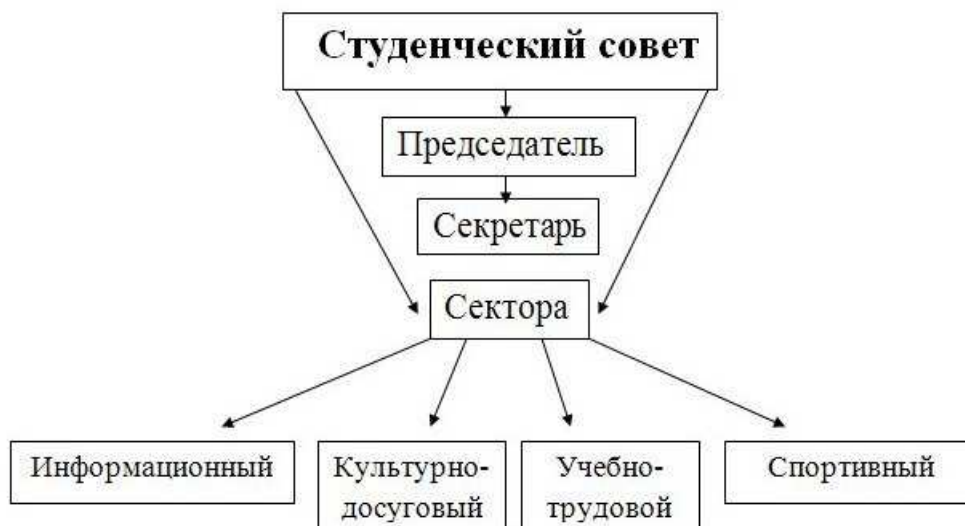 Студенческий совет
Председатель
Секретарь
Сектора
Информационный
Культурно-
досуговый
Учебно-
трудовой
Спортивный